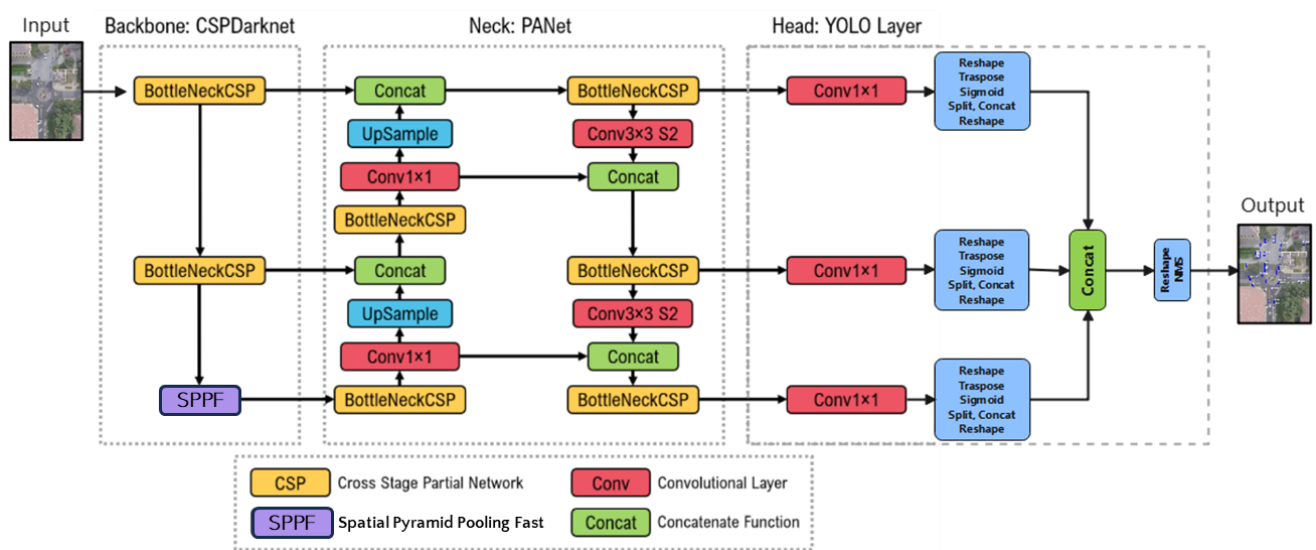 Input
Backbone: CSPDarknet
Neck: PANet
Head: YOLO Layer
BottleNeckCSP
BottleNeckCSP
SPPF
Concat
UpSample
Conv1×1
BottleNeckCSP
Concat
UpSample
Conv1×1
BottleNeckCSP
BottleNeckCSP
Conv3×3 S2
Concat
BottleNeckCSP
Conv3×3 S2
Concat
BottleNeckCSP
Conv1×1
Conv1×1
Conv1×1
Reshape
Traspose
Sigmoid
Split, Concat
Reshape
Reshape
Traspose
Sigmoid
Split, Concat
Reshape
Reshape
Traspose
Sigmoid
Split, Concat
Reshape
Concat
Reshape
NMS
Output
CSP Cross Stage Partial Network
Conv Convolutional Layer
SPPF Spatial Pyramid Pooling Fast
Concat Concatenate Function